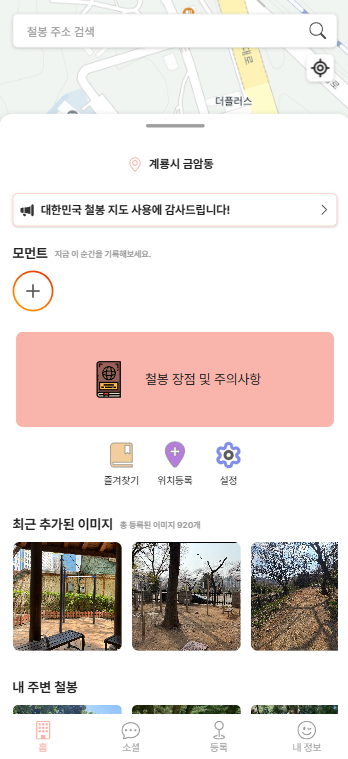 철봉 주소 검색
더플러스
계룡시 금암동
대한민국 철봉 지도 사용에 감사드립니다!
모먼트 지금 이 순간을 기록해보세요.
철봉 장점 및 주의사항
즐겨찾기 위치등록 설정
최근 추가된 이미지 총 등록된 이미지 920개
내 주변 철봉
홈 소셜 등록 내 정보